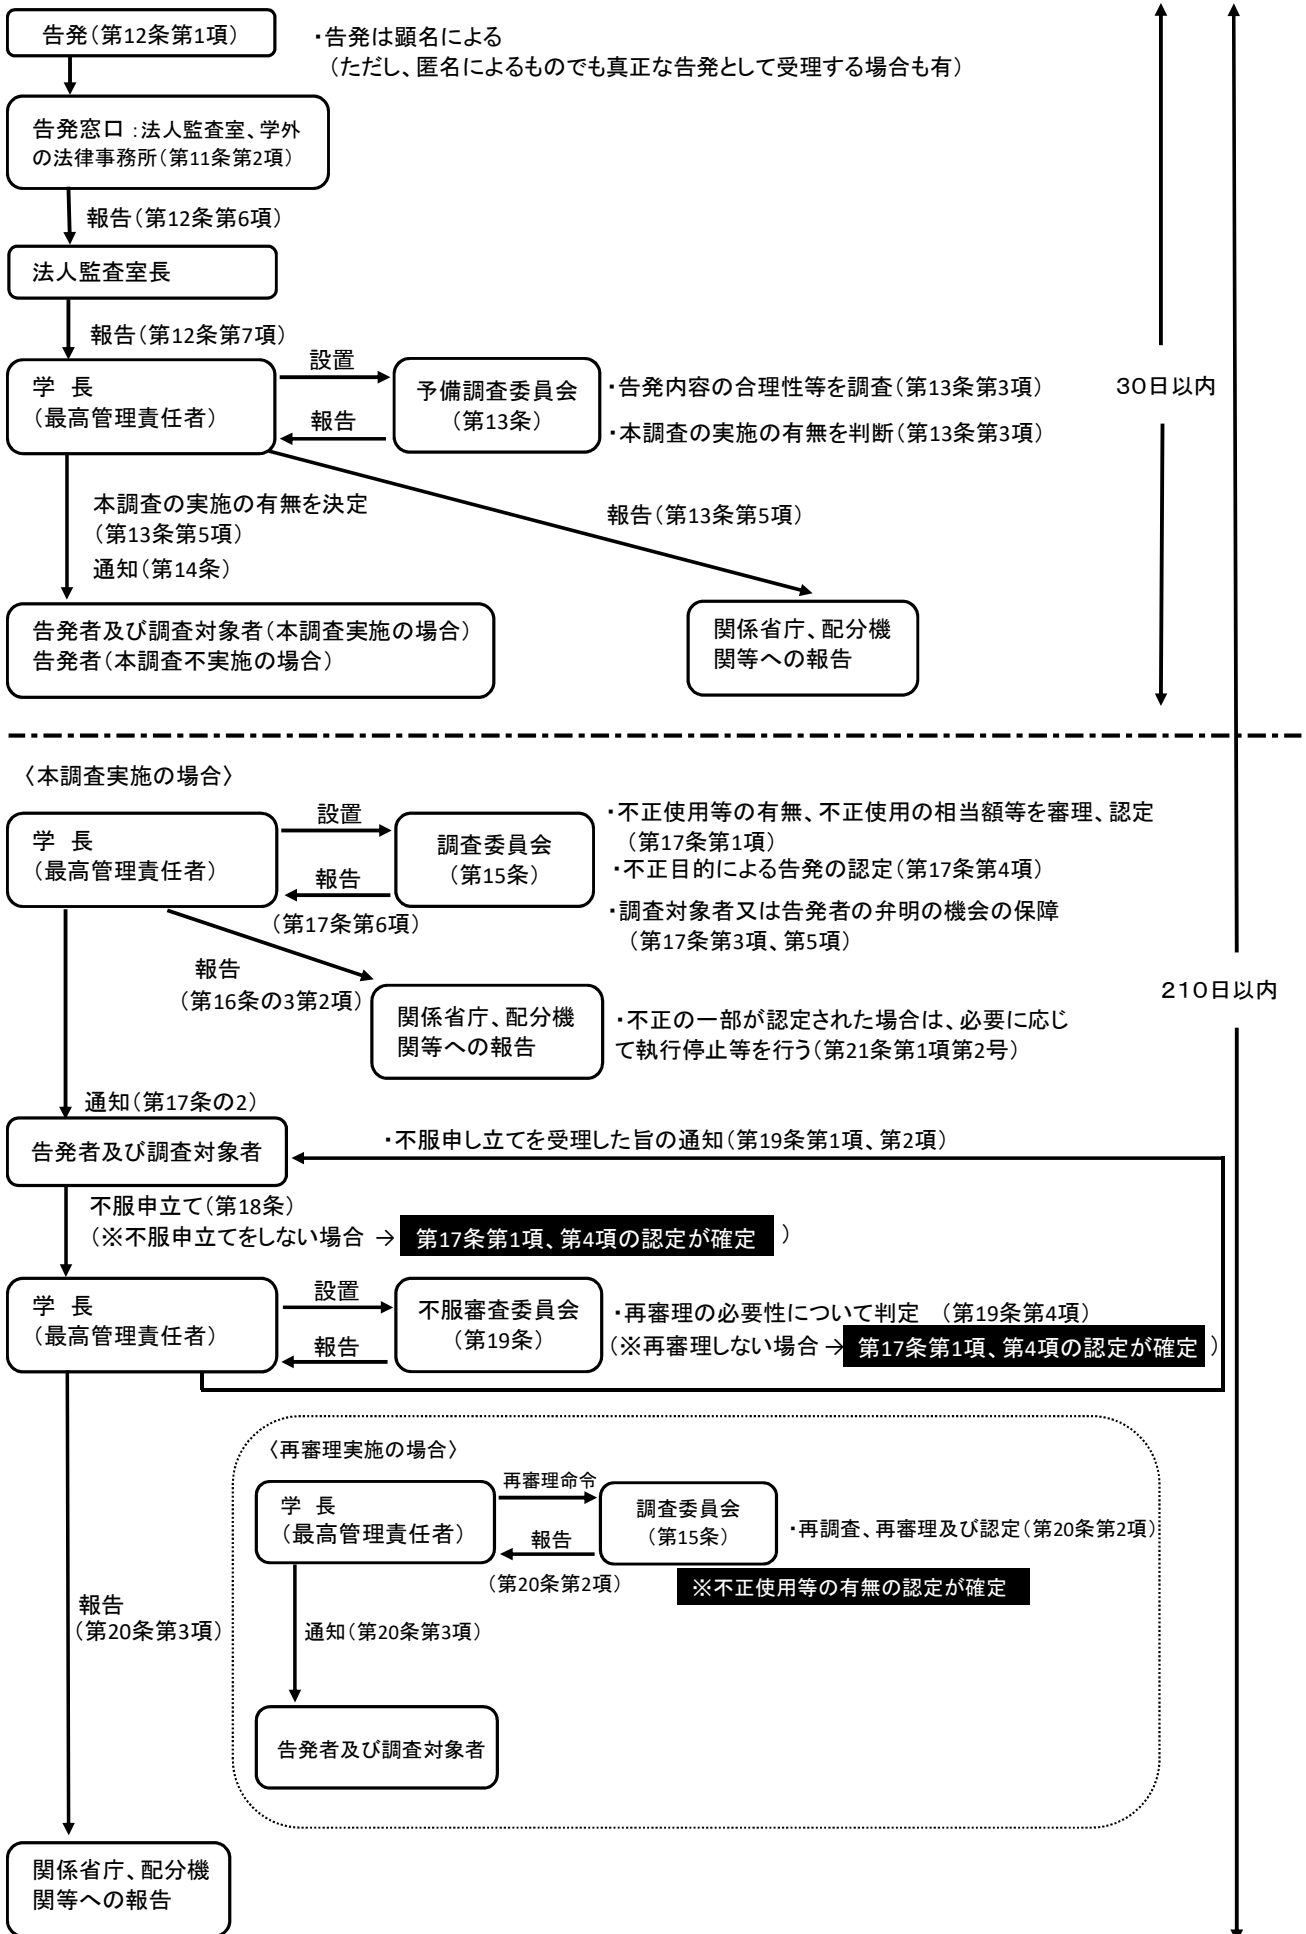 告発（第12条第1項）
・告発は顕名による
（ただし、匿名によるものでも真正な告発として受理する場合も有）
告発窓口：法人監査室、学外
の法律事務所（第11条第2項）
報告（第12条第6項）
法人監査室長
報告（第12条第7項）
学　長
（最高管理責任者）
設置
報告
予備調査委員会
（第13条）
・告発内容の合理性等を調査（第13条第3項）
・本調査の実施の有無を判断（第13条第3項）
30日以内
本調査の実施の有無を決定
（第13条第5項）
通知（第14条）
報告（第13条第5項）
告発者及び調査対象者（本調査実施の場合）
告発者（本調査不実施の場合）
関係省庁、配分機
関等への報告
〈本調査実施の場合〉
学　長
（最高管理責任者）
設置
報告
（第17条第6項）
調査委員会
（第15条）
・不正使用等の有無、不正使用の相当額等を審理、認定
（第17条第1項）
・不正目的による告発の認定（第17条第4項）
・調査対象者又は告発者の弁明の機会の保障
（第17条第3項、第5項）
報告
（第16条の3第2項）
関係省庁、配分機
関等への報告
・不正の一部が認定された場合は、必要に応じ
て執行停止等を行う（第21条第1項第2号）
210日以内
通知（第17条の2）
告発者及び調査対象者
・不服申し立てを受理した旨の通知（第19条第1項、第2項）
不服申立て（第18条）
（※不服申立てをしない場合 → 第17条第1項、第4項の認定が確定 ）
学　長
（最高管理責任者）
設置
報告
不服審査委員会
（第19条）
・再審理の必要性について判定　（第19条第4項）
（※再審理しない場合 → 第17条第1項、第4項の認定が確定 ）
〈再審理実施の場合〉
学　長
（最高管理責任者）
再審理命令
報告
（第20条第2項）
調査委員会
（第15条）
・再調査、再審理及び認定（第20条第2項）
※不正使用等の有無の認定が確定
報告
（第20条第3項）
通知（第20条第3項）
告発者及び調査対象者
関係省庁、配分機
関等への報告